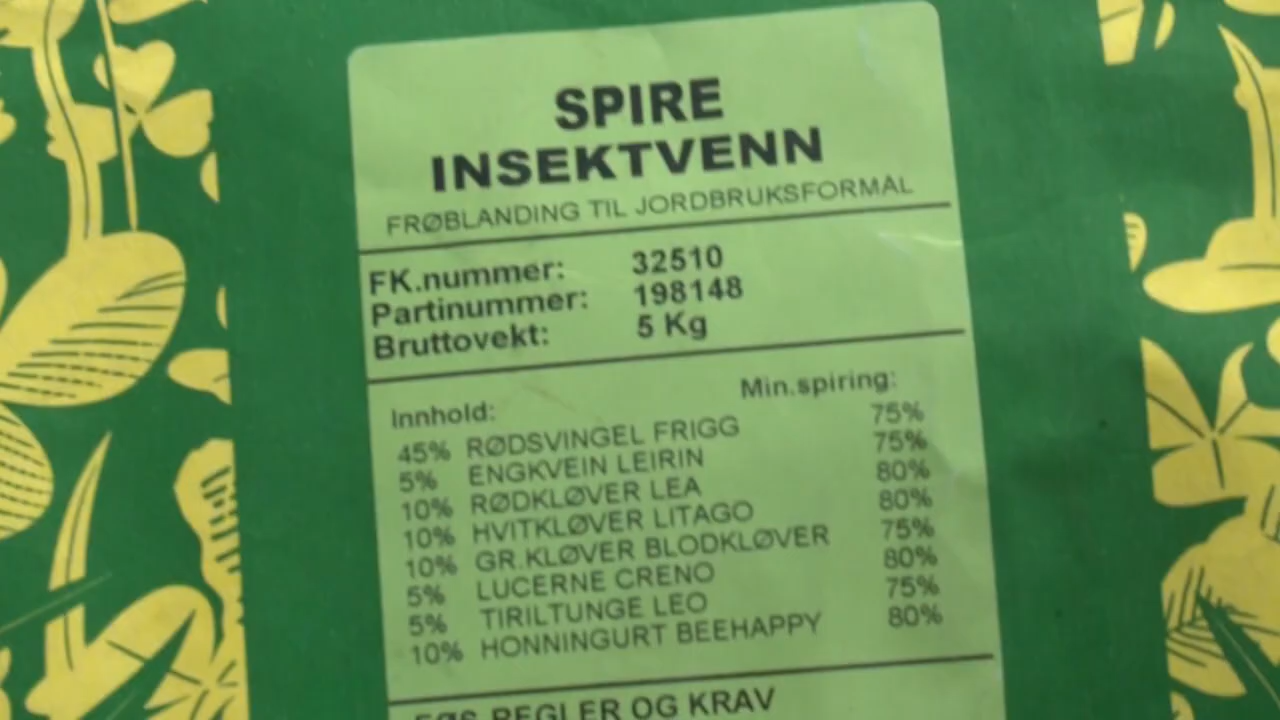 SPIRE
INSEKTVENN
FRØBLANDING TIL JORDBRUKSFORMÅL
FK.nummer: 32510
Partinummer: 198148
Bruttovekt: 5 Kg
Innhold: Min.spiring:
45% RØDSVINGEL FRIGG 75%
5% ENGKVEIN LEIRIN 75%
10% RØDKLØVER LEA 80%
10% HVITKLØVER LITAGO 80%
10% GR.KLØVER BLODKLØVER 75%
5% LUCERNE CRENO 80%
5% TIRILTUNGE LEO 75%
10% HONNINGURT BEEHAPPY 80%
EØS REGLER OG KRAV